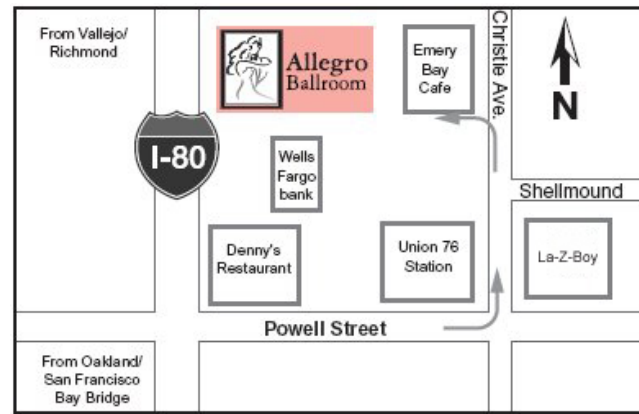 From Vallejo/
Richmond
Allegro
Ballroom
Emery
Bay
Cafe
Christie Ave.
N
I-80
Wells
Fargo
bank
Shellmound
Denny's
Restaurant
Union 76
Station
La-Z-Boy
Powell Street
From Oakland/
San Francisco
Bay Bridge